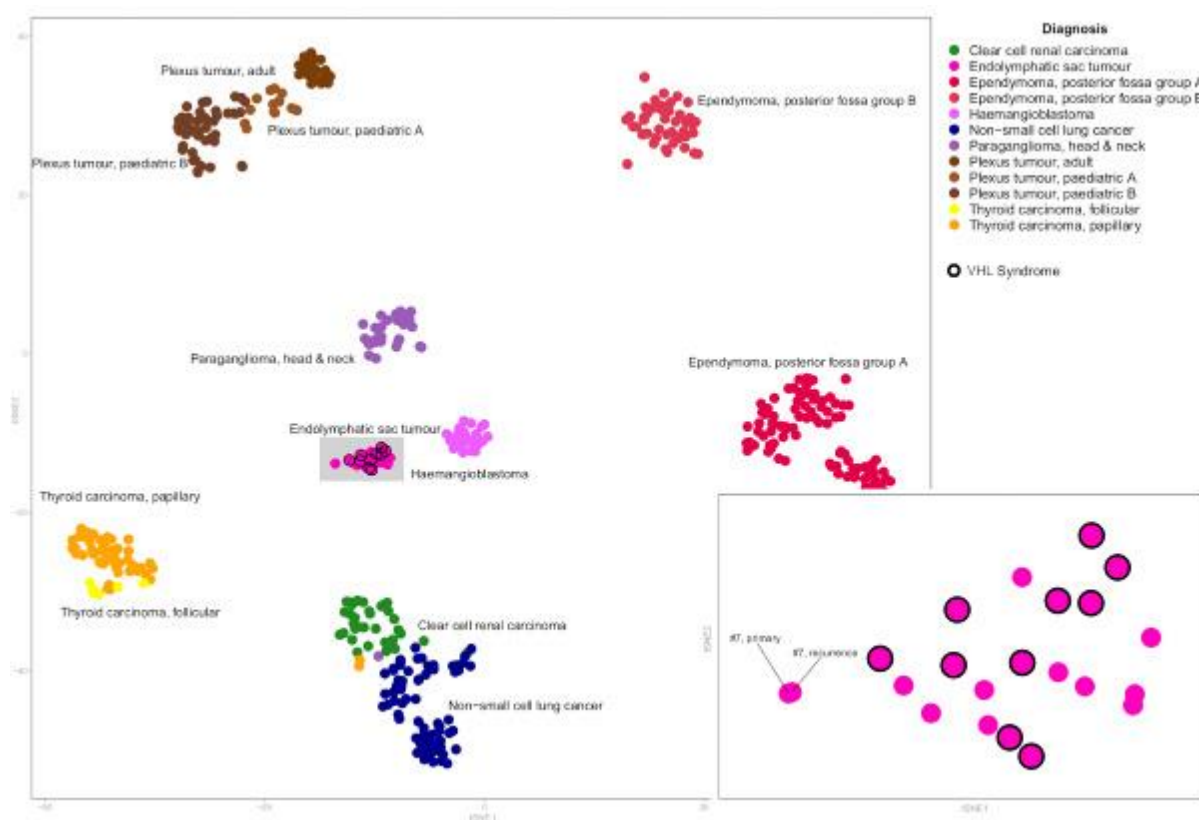 Diagnosis
Clear cell renal carcinoma
Endolymphatic sac tumour
Ependymoma, posterior fossa group A
Ependymoma, posterior fossa group B
Haemangioblastoma
Non-small cell lung cancer
Paraganglioma, head & neck
Plexus tumour, adult
Plexus tumour, paediatric A
Plexus tumour, paediatric B
Thyroid carcinoma, follicular
Thyroid carcinoma, papillary
VHL Syndrome
Plexus tumour, adult
Plexus tumour, paediatric A
Plexus tumour, paediatric B
Ependymoma, posterior fossa group B
Paraganglioma, head & neck
Ependymoma, posterior fossa group A
Endolymphatic sac tumour
Haemangioblastoma
Thyroid carcinoma, papillary
Thyroid carcinoma, follicular
Clear cell renal carcinoma
Non-small cell lung cancer
#7, primary
#7, recurrence
0